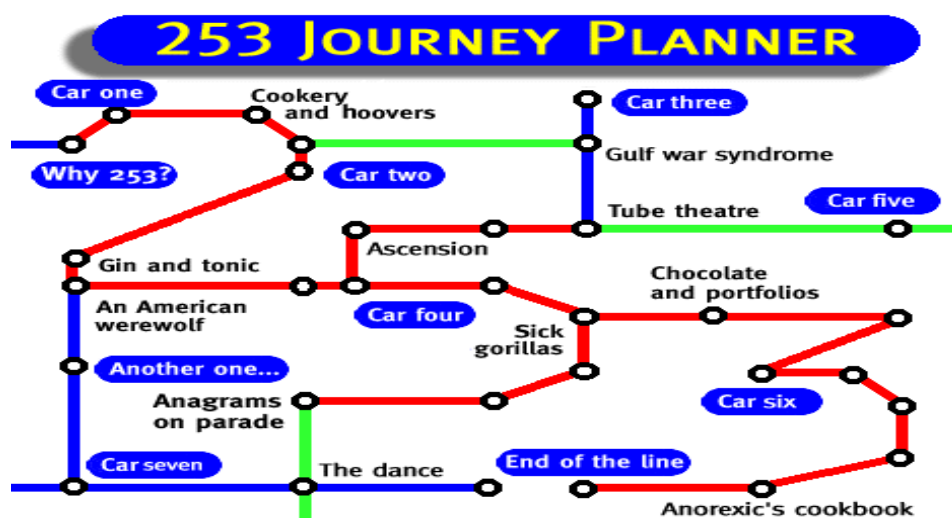 253 JOURNEY PLANNER
Car one
Cookery
and hoovers
Car three
Why 253?
Car two
Gulf war syndrome
Tube theatre
Car five
Ascension
Gin and tonic
An American
werewolf
Car four
Chocolate
and portfolios
Sick
gorillas
Another one...
Anagrams
on parade
Car six
Car seven
The dance
End of the line
Anorexic's cookbook